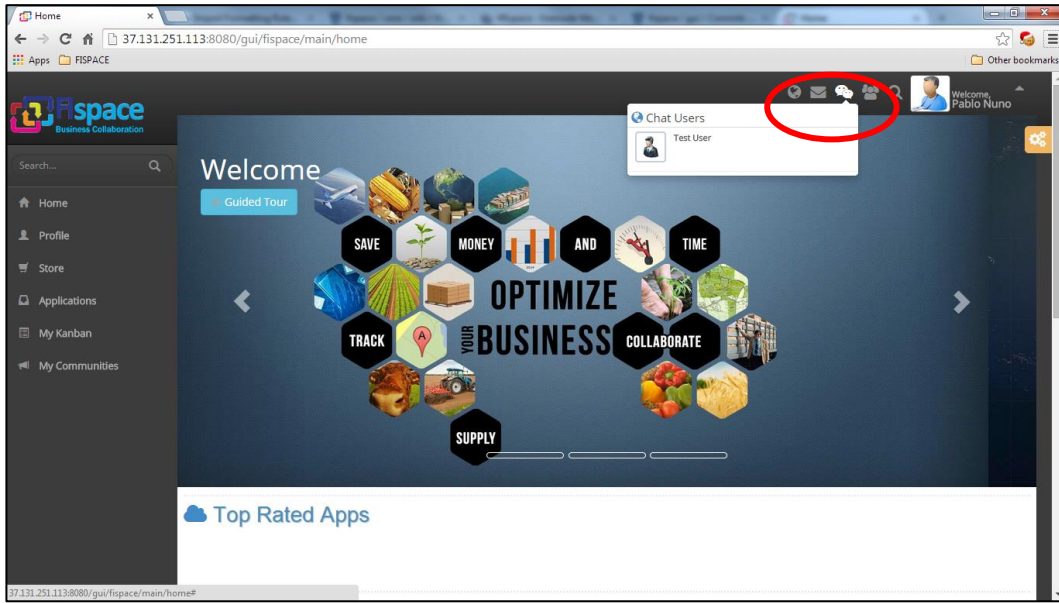 Home
37.131.251.113:8080/gui/fispace/main/home
Apps FISPACE Other bookmarks
FIspace
Business Collaboration
Welcome,
Pablo Nuno
Chat Users
Test User
Search...
Home
Profile
Store
Applications
My Kanban
My Communities
Welcome
Guided Tour
SAVE MONEY AND TIME
OPTIMIZE
YOUR BUSINESS
TRACK A COLLABORATE
SUPPLY
Top Rated Apps
37.131.251.113:8080/gui/fispace/main/home#